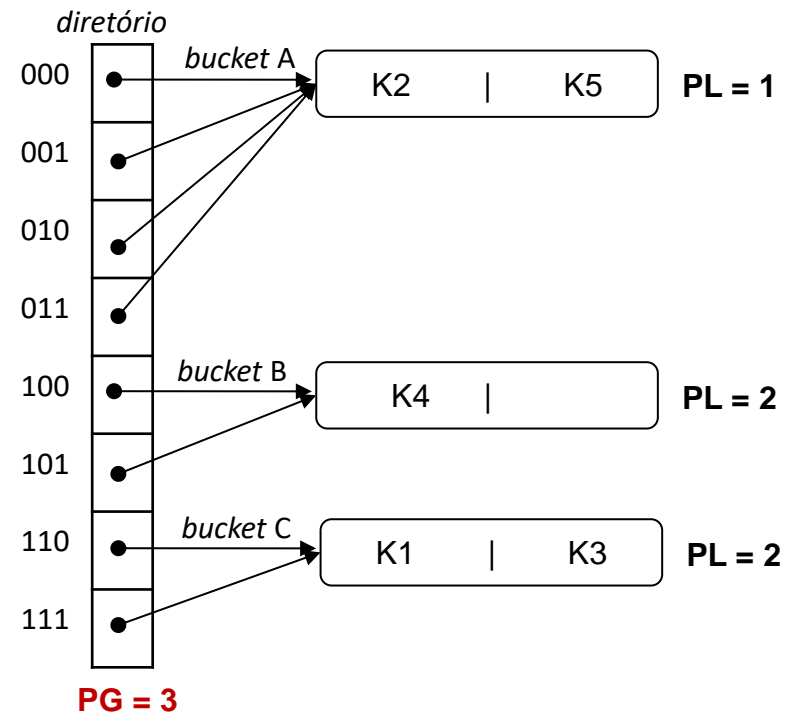 diretório
000
bucket A
K2 | K5
PL = 1
001
010
011
100
bucket B
K4 |
PL = 2
101
110
bucket C
K1 | K3
PL = 2
111
PG = 3